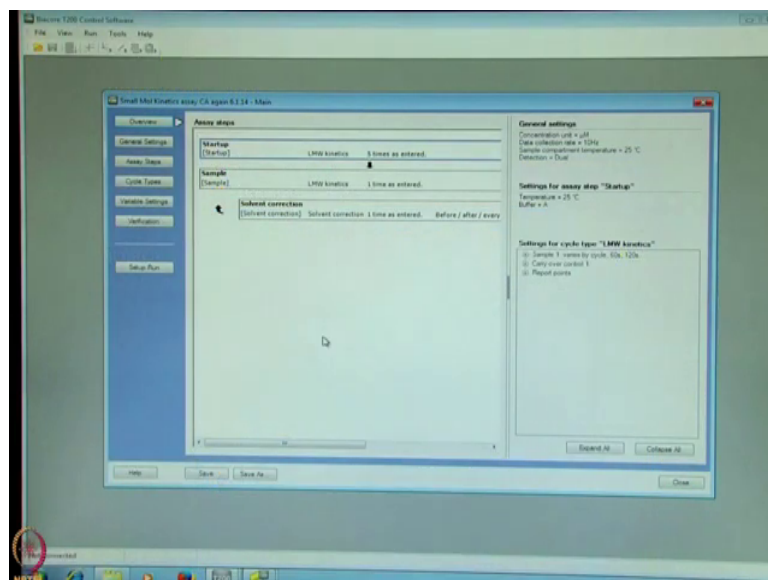 Biacore T200 Control Software
File View Run Tools Help
Small Mol Kinetics assay CA again 6.1.14 - Main
Overview
General Settings
Assay Steps
Cycle Types
Variable Settings
Verification
Setup Run
Assay steps
Startup
[Startup] LMW kinetics 3 times as entered.
Sample
[Sample] LMW kinetics 1 time as entered.
Solvent correction
[Solvent correction] Solvent correction 1 time as entered. Before / after / every
General settings
Concentration unit = µM
Data collection rate = 10Hz
Sample compartment temperature = 25 °C
Detection = Dual
Settings for assay step "Startup"
Temperature = 25 °C
Buffer = A
Settings for cycle type "LMW kinetics"
Sample 1: varies by cycle, 60s, 120s
Carry over control 1
Report points
Expand All Collapse All
Help Save Save As... Close